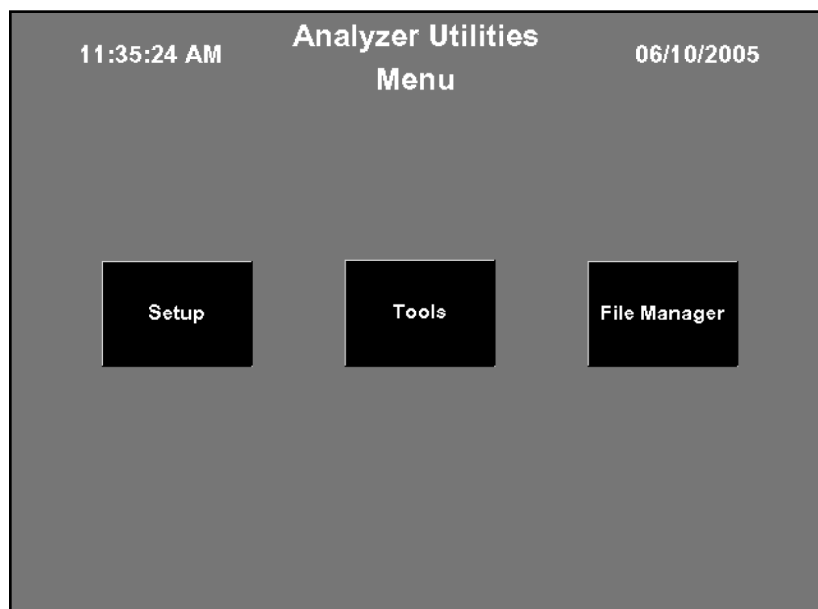 11:35:24 AM
Analyzer Utilities
Menu
06/10/2005
Setup
Tools
File Manager